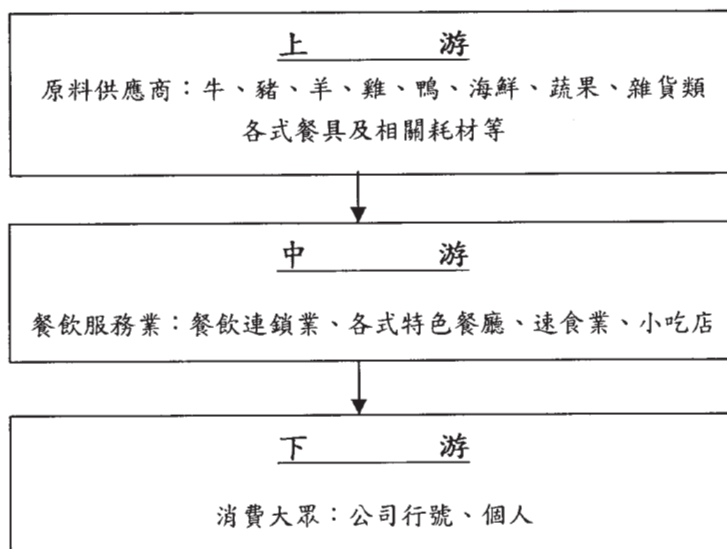 上 游
原料供應商：牛、豬、羊、雞、鴨、海鮮、蔬果、雜貨類
各式餐具及相關耗材等
中 游
餐飲服務業：餐飲連鎖業、各式特色餐廳、速食業、小吃店
下 游
消費大眾：公司行號、個人